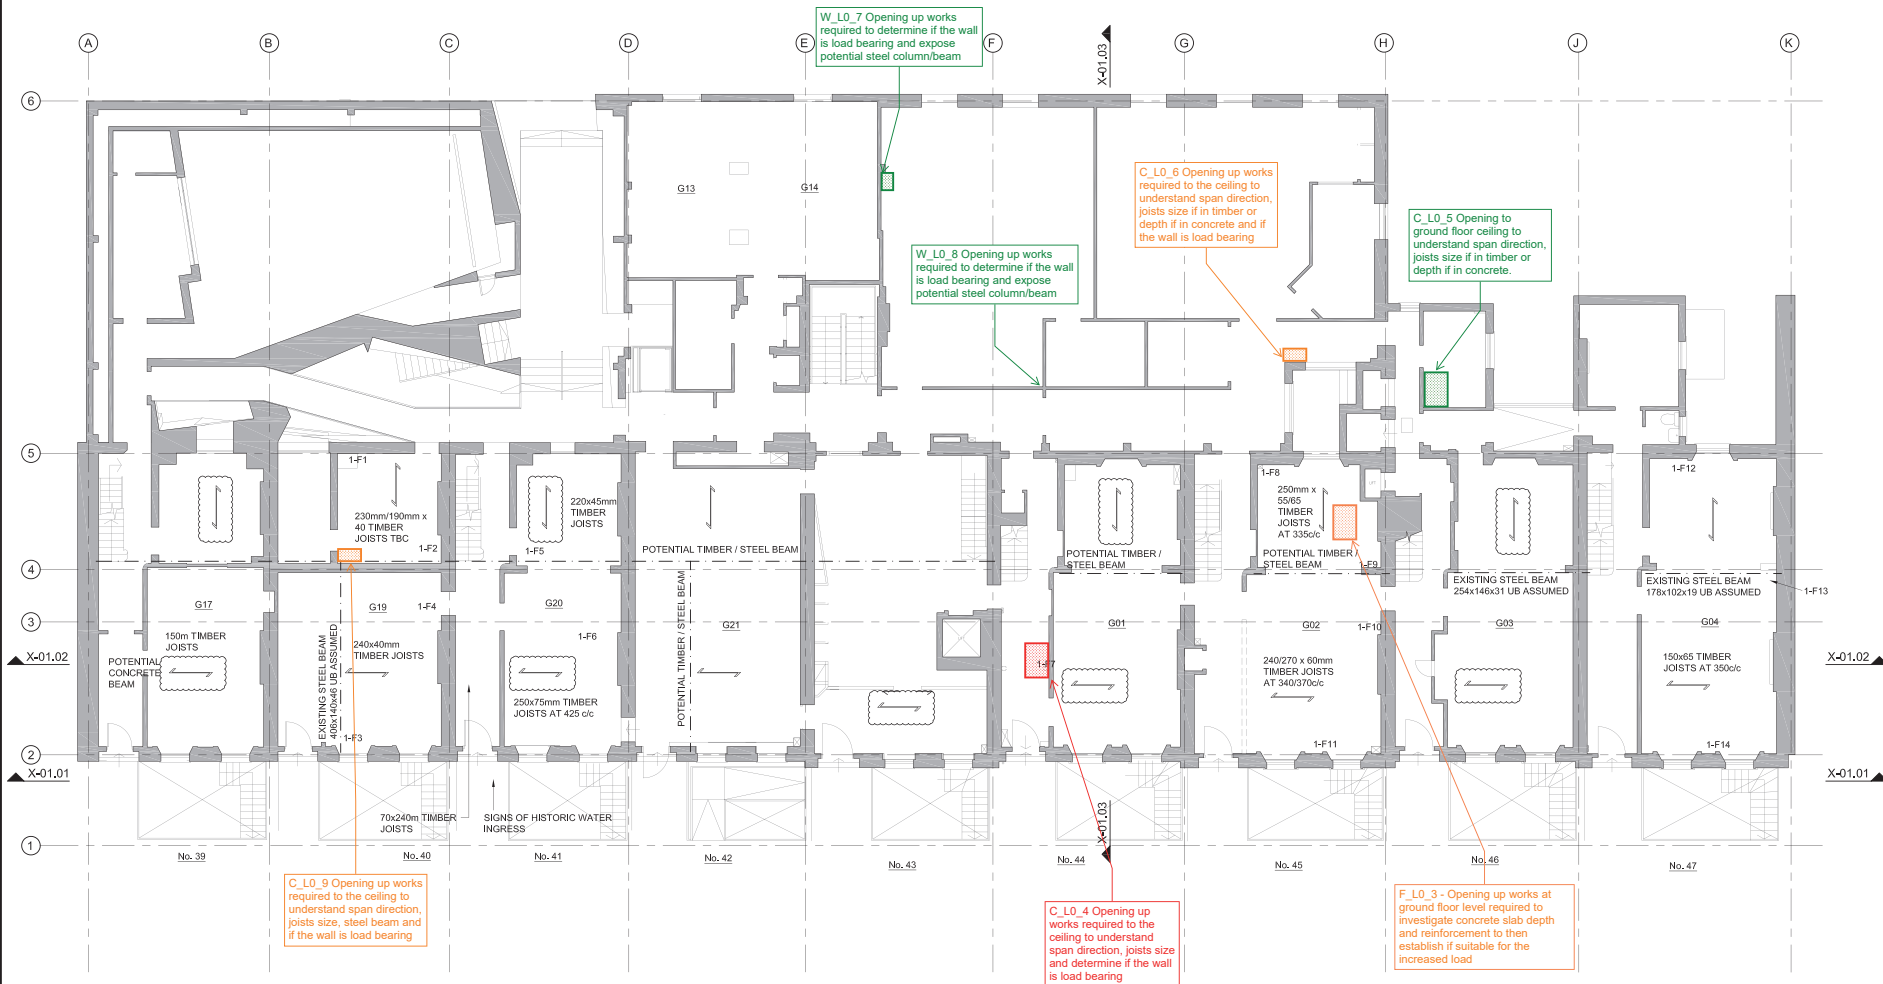 W_L0_7 Opening up works
required to determine if the wall
is load bearing and expose
potential steel column/beam
A
B
C
D
E
F
G
H
J
K
X-01.03
6
C_L0_6 Opening up works
required to the ceiling to
understand span direction,
joists size if in timber or
depth if in concrete and if
the wall is load bearing
G13
G14
C_L0_5 Opening to
ground floor ceiling to
understand span direction,
joists size if in timber or
depth if in concrete.
W_L0_8 Opening up works
required to determine if the wall
is load bearing and expose
potential steel column/beam
5
1-F1
1-F8
1-F12
LIFT
230mm/190mm x
40 TIMBER
JOISTS TBC
1-F2
220x45mm
TIMBER
JOISTS
1-F5
250mm x
55/65
TIMBER
JOISTS
AT 335c/c
POTENTIAL TIMBER / STEEL BEAM
POTENTIAL TIMBER /
STEEL BEAM
POTENTIAL TIMBER /
STEEL BEAM
1-F9
4
EXISTING STEEL BEAM
254x146x31 UB ASSUMED
EXISTING STEEL BEAM
178x102x19 UB ASSUMED
1-F13
G17
G19
1-F4
G20
3
G21
G01
G02
1-F10
G03
G04
150m TIMBER
JOISTS
1-F6
240x40mm
TIMBER JOISTS
EXISTING STEEL BEAM
406x140x46 UB ASSUMED
POTENTIAL TIMBER / STEEL BEAM
X-01.02
POTENTIAL
CONCRETE
BEAM
1-F7
240/270 x 60mm
TIMBER JOISTS
AT 340/370c/c
150x65 TIMBER
JOISTS AT 350c/c
X-01.02
250x75mm TIMBER
JOISTS AT 425 c/c
1-F3
1-F11
1-F14
2
X-01.01
X-01.01
70x240m TIMBER
JOISTS
SIGNS OF HISTORIC WATER
INGRESS
X-01.03
1
No. 39
No. 40
No. 41
No. 42
No. 43
No. 44
No. 45
No. 46
No. 47
C_L0_9 Opening up works
required to the ceiling to
understand span direction,
joists size, steel beam and
if the wall is load bearing
C_L0_4 Opening up
works required to the
ceiling to understand
span direction, joists size
and determine if the wall
is load bearing
F_L0_3 - Opening up works at
ground floor level required to
investigate concrete slab depth
and reinforcement to then
establish if suitable for the
increased load